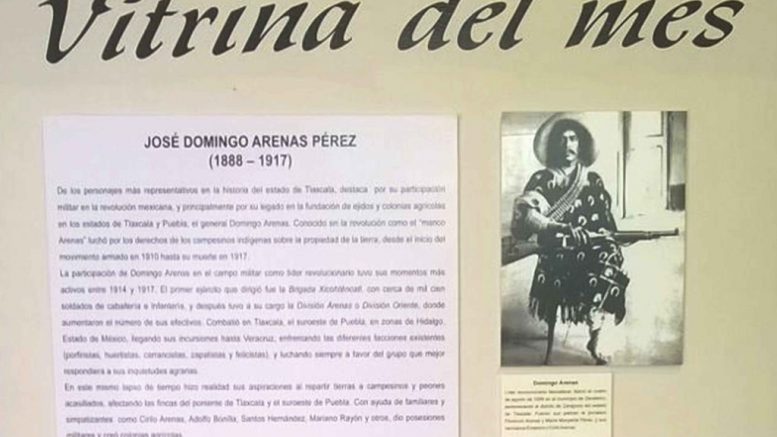 Vitrina del mes
JOSÉ DOMINGO ARENAS PÉREZ
(1888 – 1917)
De los personajes más representativos en la historia del estado de Tlaxcala, destaca por su participación
militar en la revolución mexicana, y principalmente por su legado en la fundación de ejidos y colonias agrícolas
en los estados de Tlaxcala y Puebla, el general Domingo Arenas. Conocido en la revolución como el "manco
Arenas" luchó por los derechos de los campesinos indígenas sobre la propiedad de la tierra, desde el inicio del
movimiento armado en 1910 hasta su muerte en 1917.
La participación de Domingo Arenas en el campo militar como líder revolucionario tuvo sus momentos más
activos entre 1914 y 1917. El primer ejército que dirigió fue la Brigada Xicohténcatl, con cerca de mil cien
soldados de caballería e infantería, y después tuvo a su cargo la División Arenas o División Oriente, donde
aumentaron el número de sus efectivos. Combatió en Tlaxcala, el suroeste de Puebla, en zonas de Hidalgo,
Estado de México, llegando sus incursiones hasta Veracruz, enfrentando las diferentes facciones existentes
(porfiristas, huertistas, carrancistas, zapatistas y felicistas), y luchando siempre a favor del grupo que mejor
respondiera a sus inquietudes agrarias.
En este mismo lapso de tiempo hizo realidad sus aspiraciones al repartir tierras a campesinos y peones
acasillados, afectando las fincas del poniente de Tlaxcala y el suroeste de Puebla. Con ayuda de familiares y
simpatizantes como Cirilo Arenas, Adolfo Bonilla, Santos Hernández, Mariano Rayón y otros, dio posesiones
militares y creó colonias agrícolas.
Domingo Arenas